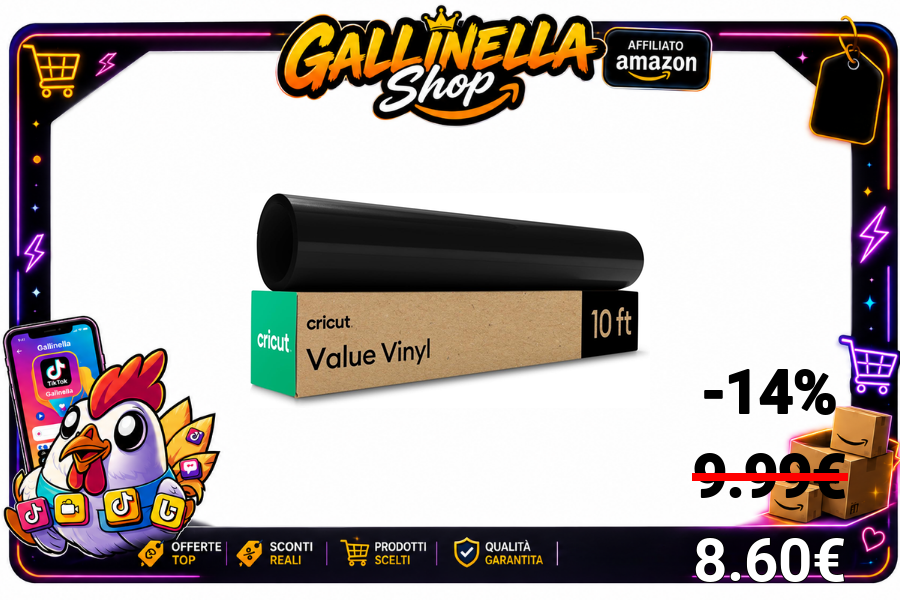 GALLINELLA
Shop
AFFILIATO
amazon
cricut
cricut
Value Vinyl
10 ft
Gallinella
TikTok
Gallinella
-14%
9.99€
8.60€
OFFERTE
TOP
SCONTI
REALI
PRODOTTI
SCELTI
QUALITÀ
GARANTITA